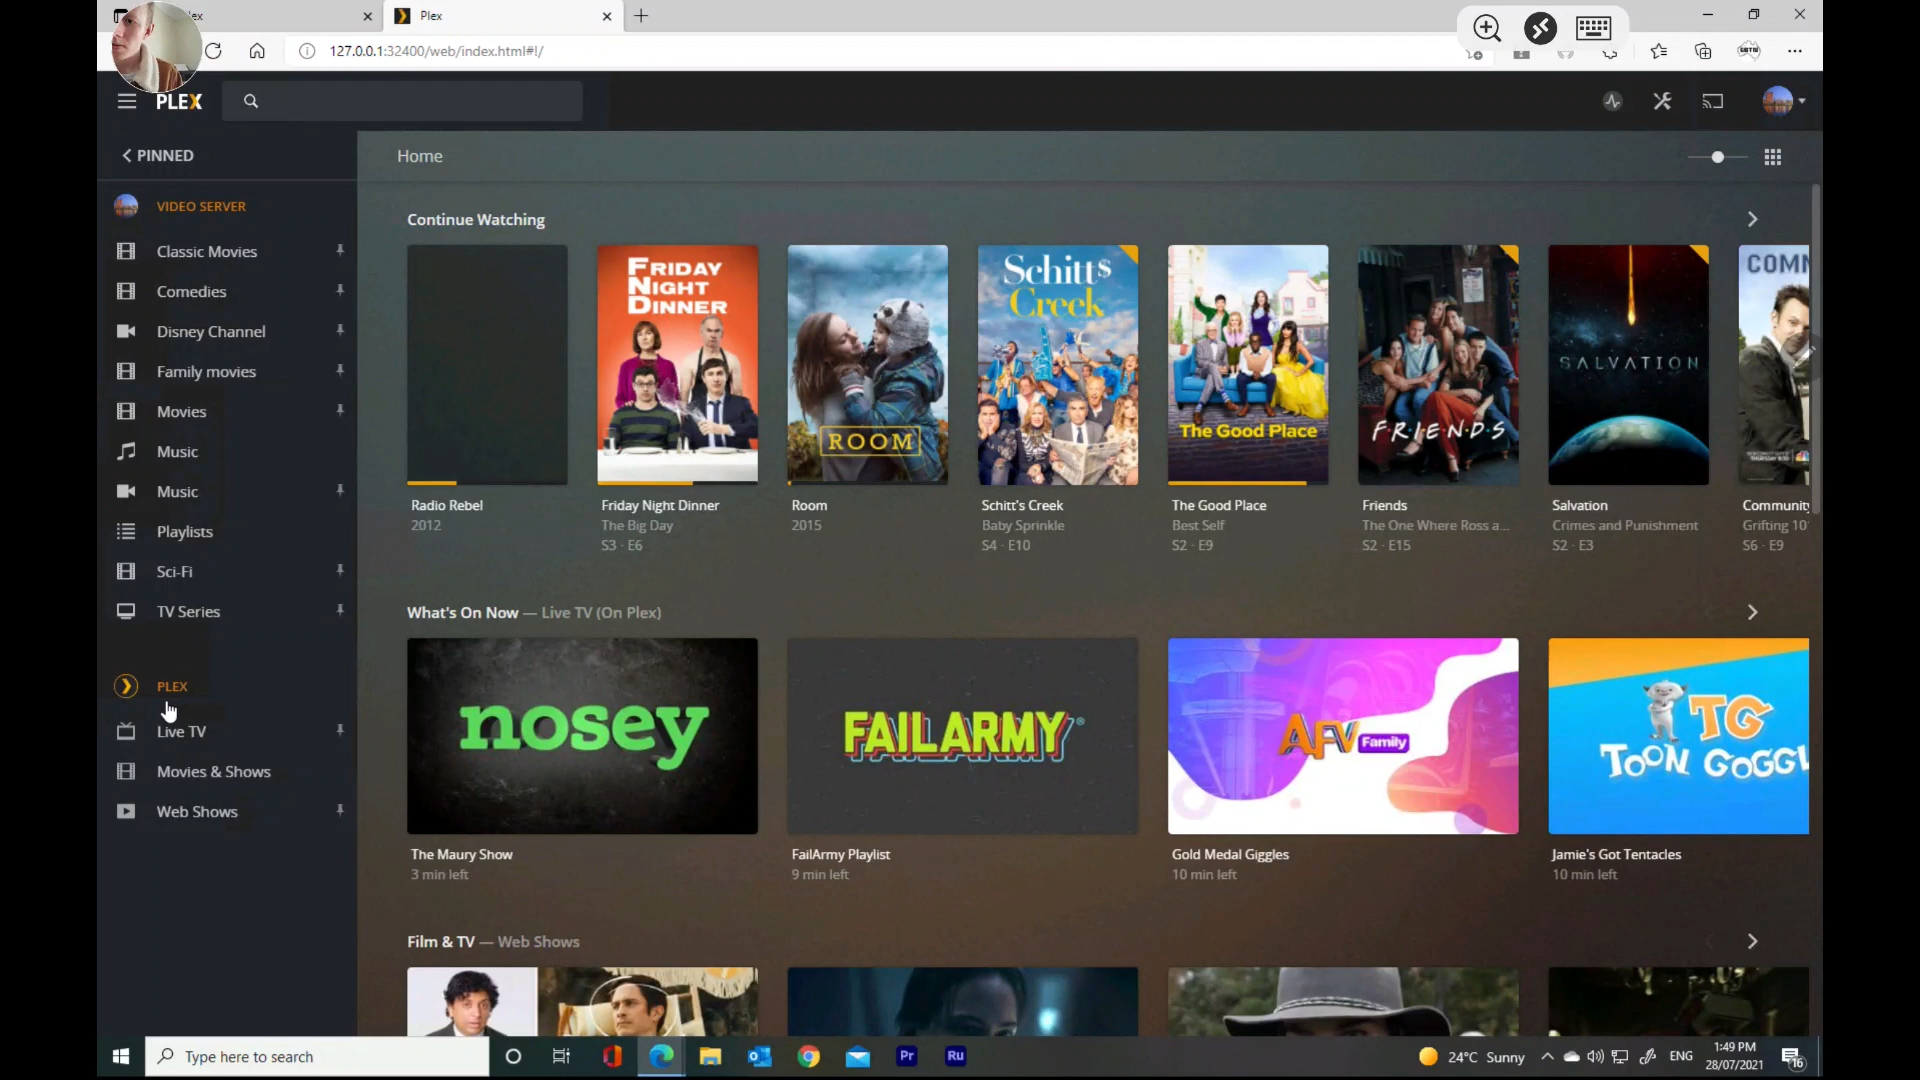 Plex
127.0.0.1:32400/web/index.html#!/
PLEX
PINNED
Home
VIDEO SERVER
Classic Movies
Comedies
Disney Channel
Family movies
Movies
Music
Music
Playlists
Sci-Fi
TV Series
PLEX
Live TV
Movies & Shows
Web Shows
Continue Watching
FRIDAY
NIGHT
DINNER
ROOM
Schitt's
Creek
The Good Place
F·R·I·E·N·D·S
SALVATION
Radio Rebel
2012
Friday Night Dinner
The Big Day
S3 · E6
Room
2015
Schitt's Creek
Baby Sprinkle
S4 · E10
The Good Place
Best Self
S2 · E9
Friends
The One Where Ross a...
S2 · E15
Salvation
Crimes and Punishment
S2 · E3
Community
Grifting 10
S6 · E9
What's On Now — Live TV (On Plex)
nosey
FAILARMY®
AFV Family
TG
TOON GOGGL
The Maury Show
3 min left
FailArmy Playlist
9 min left
Gold Medal Giggles
10 min left
Jamie's Got Tentacles
10 min left
Film & TV — Web Shows
Type here to search
Pr
Ru
24°C Sunny
ENG
1:49 PM
28/07/2021
16